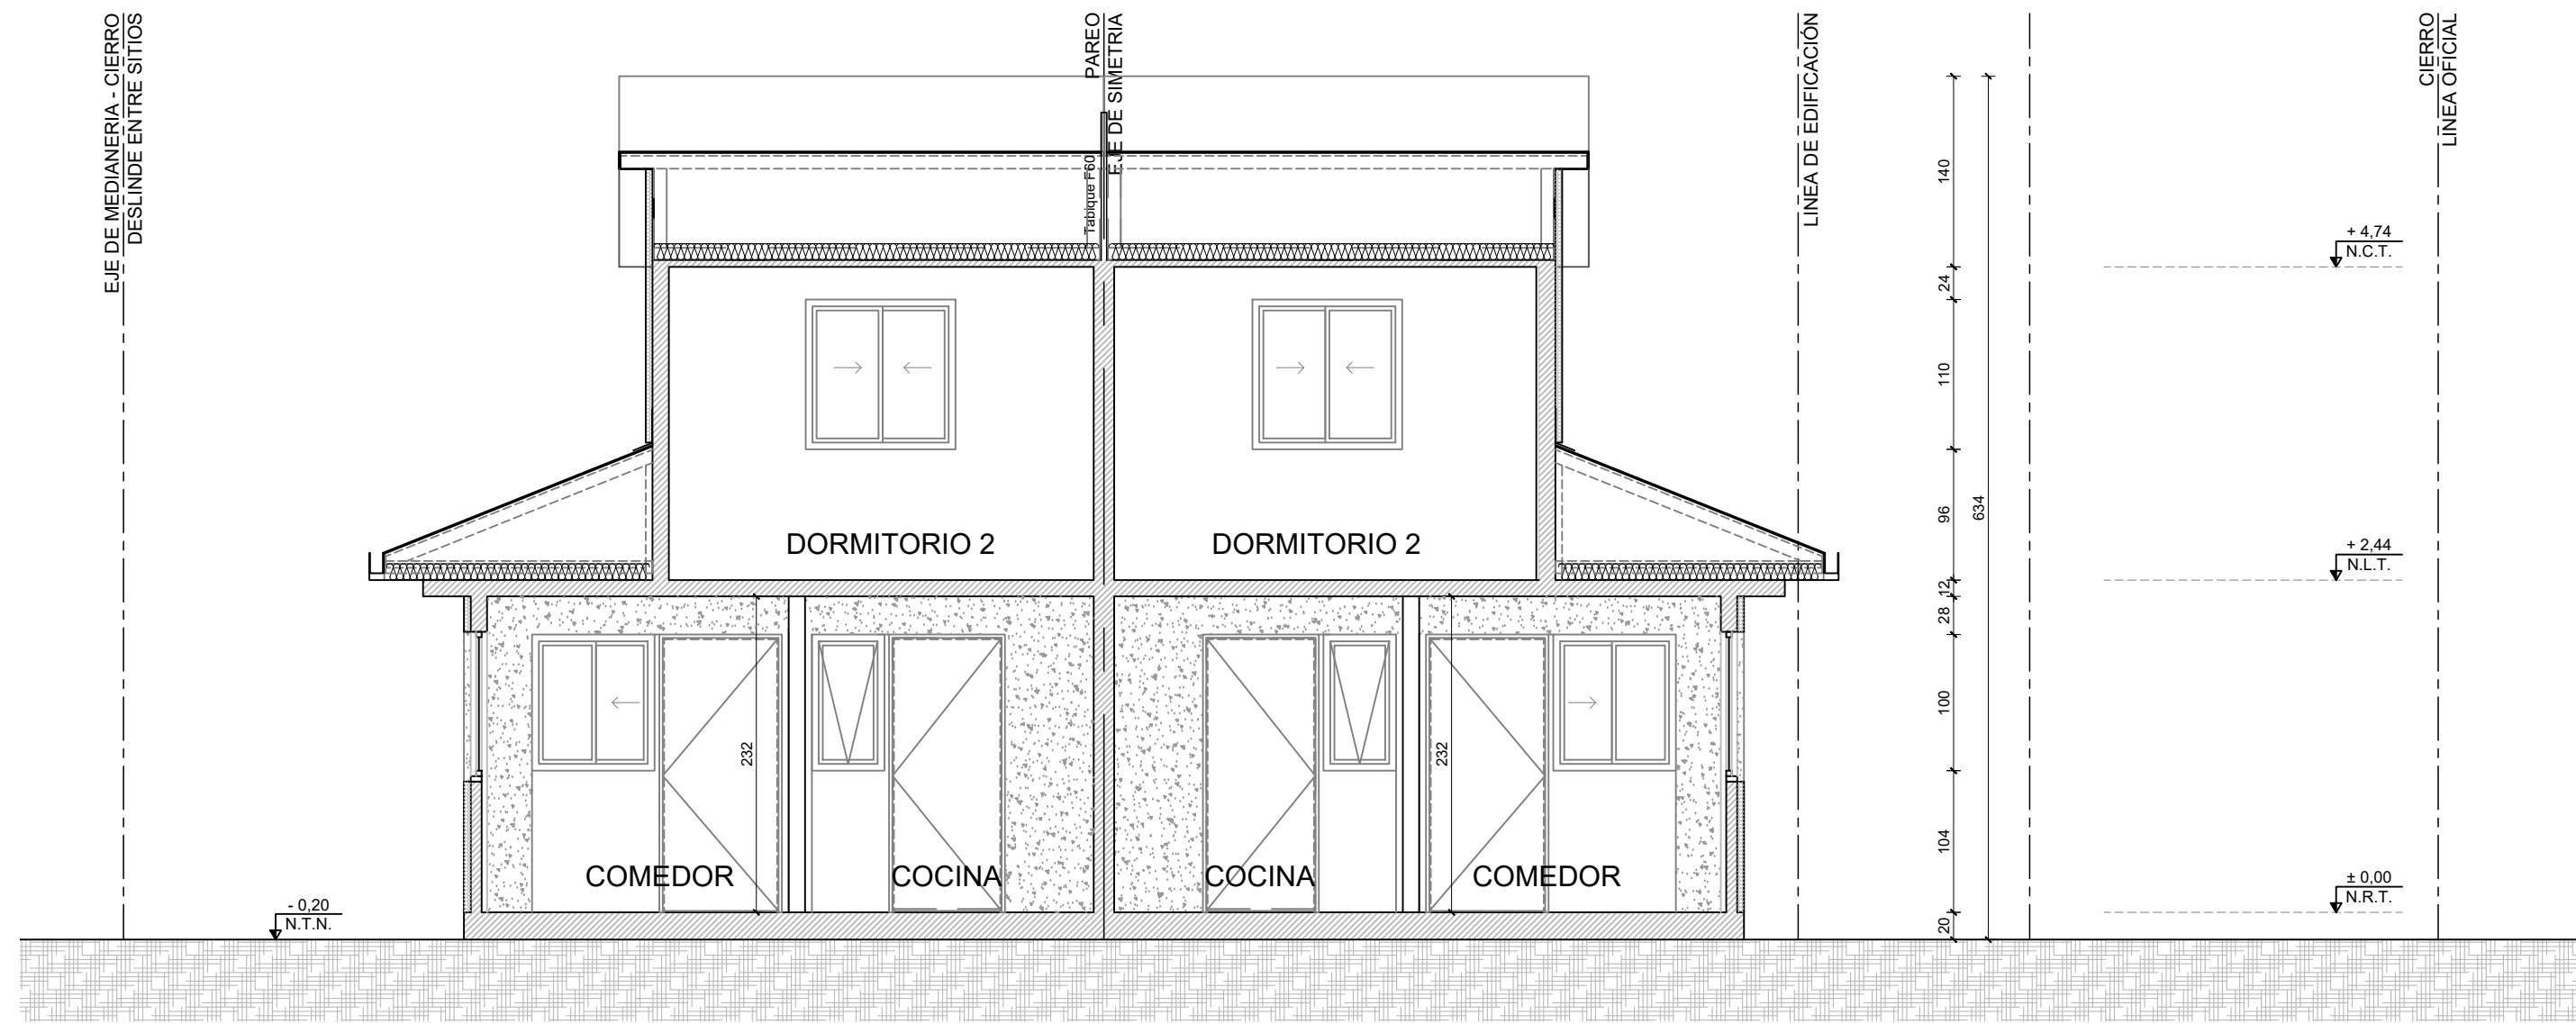 EJE DE MEDIANERIA - CIERRO
DESLINDE ENTRE SITIOS
PAREO
EJE DE SIMETRIA
LINEA DE EDIFICACIÓN
CIERRO
LINEA OFICIAL
Tabique F60
140
24
110
96
12
28
100
104
20
634
+ 4,74
N.C.T.
+ 2,44
N.L.T.
± 0,00
N.R.T.
DORMITORIO 2
DORMITORIO 2
232
232
COMEDOR
COCINA
COCINA
COMEDOR
- 0,20
N.T.N.